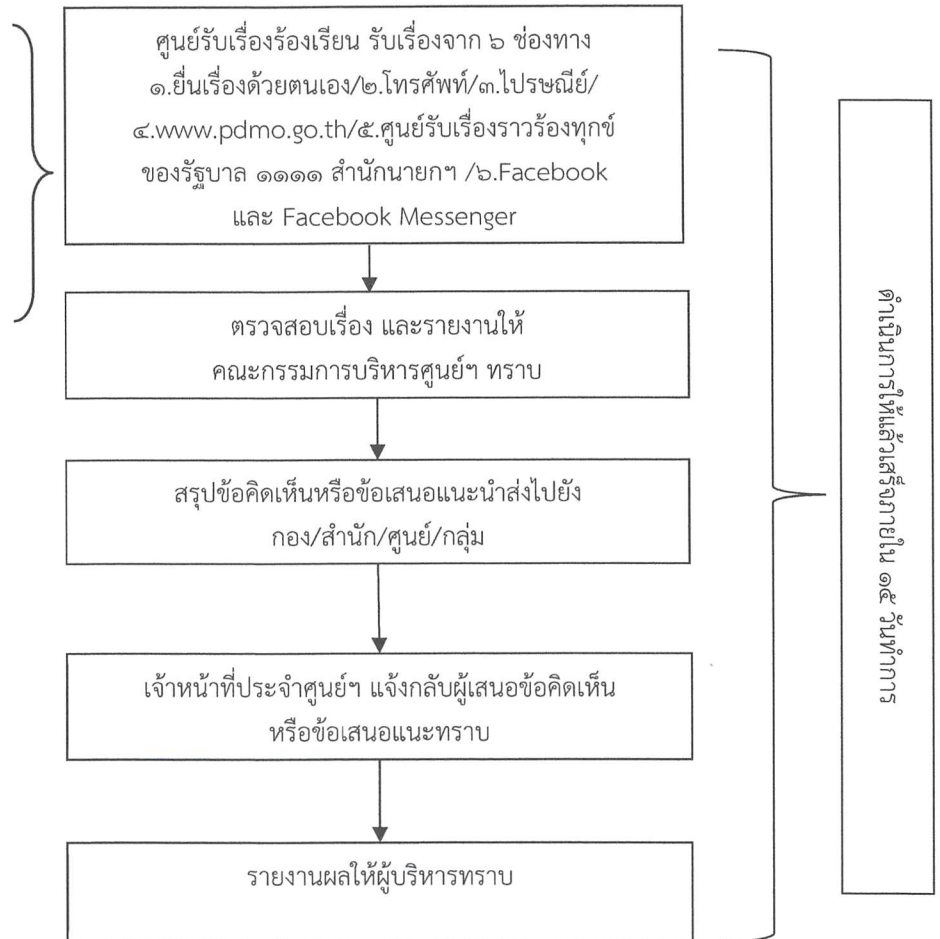 ศูนย์รับเรื่องร้องเรียน รับเรื่องจาก ๖ ช่องทาง
๑.ยื่นเรื่องด้วยตนเอง/๒.โทรศัพท์/๓.ไปรษณีย์/
๔.www.pdmo.go.th/๕.ศูนย์รับเรื่องราวร้องทุกข์
ของรัฐบาล ๑๑๑๑ สำนักนายกฯ /๖.Facebook
และ Facebook Messenger
ตรวจสอบเรื่อง และรายงานให้
คณะกรรมการบริหารศูนย์ฯ ทราบ
สรุปข้อคิดเห็นหรือข้อเสนอแนะนำส่งไปยัง
กอง/สำนัก/ศูนย์/กลุ่ม
เจ้าหน้าที่ประจำศูนย์ฯ แจ้งกลับผู้เสนอข้อคิดเห็น
หรือข้อเสนอแนะทราบ
รายงานผลให้ผู้บริหารทราบ
ดำเนินการให้แล้วเสร็จภายใน ๑๕ วันทำการ